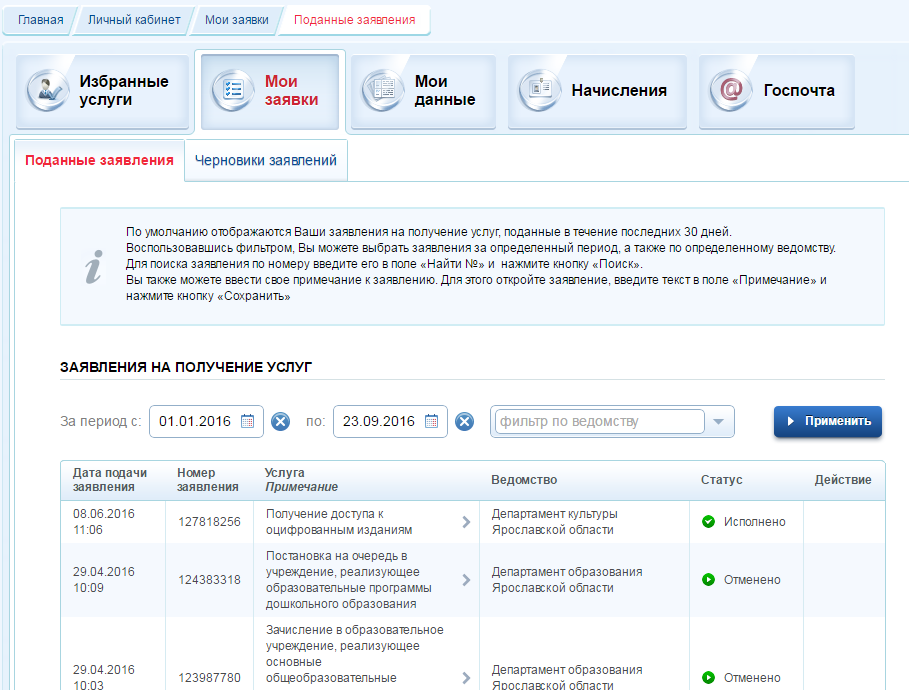 Главная Личный кабинет Мои заявки Поданные заявления
Избранные услуги
Мои заявки
Мои данные
Начисления
Госпочта
Поданные заявления Черновики заявлений
По умолчанию отображаются Ваши заявления на получение услуг, поданные в течение последних 30 дней.
Воспользовавшись фильтром, Вы можете выбрать заявления за определенный период, а также по определенному ведомству.
Для поиска заявления по номеру введите его в поле «Найти №» и нажмите кнопку «Поиск».
Вы также можете ввести свое примечание к заявлению. Для этого откройте заявление, введите текст в поле «Примечание» и
нажмите кнопку «Сохранить»
ЗАЯВЛЕНИЯ НА ПОЛУЧЕНИЕ УСЛУГ
За период с: 01.01.2016 по: 23.09.2016 фильтр по ведомству Применить
Дата подачи
заявления
Номер
заявления
Услуга
Примечание
Ведомство
Статус
Действие
08.06.2016
11:06
127818256
Получение доступа к
оцифрованным изданиям
Департамент культуры
Ярославской области
Исполнено
29.04.2016
10:09
124383318
Постановка на очередь в
учреждение, реализующее
образовательные программы
дошкольного образования
Департамент образования
Ярославской области
Отменено
29.04.2016
10:03
123987780
Зачисление в образовательное
учреждение, реализующее
основные
общеобразовательные
Департамент образования
Ярославской области
Отменено